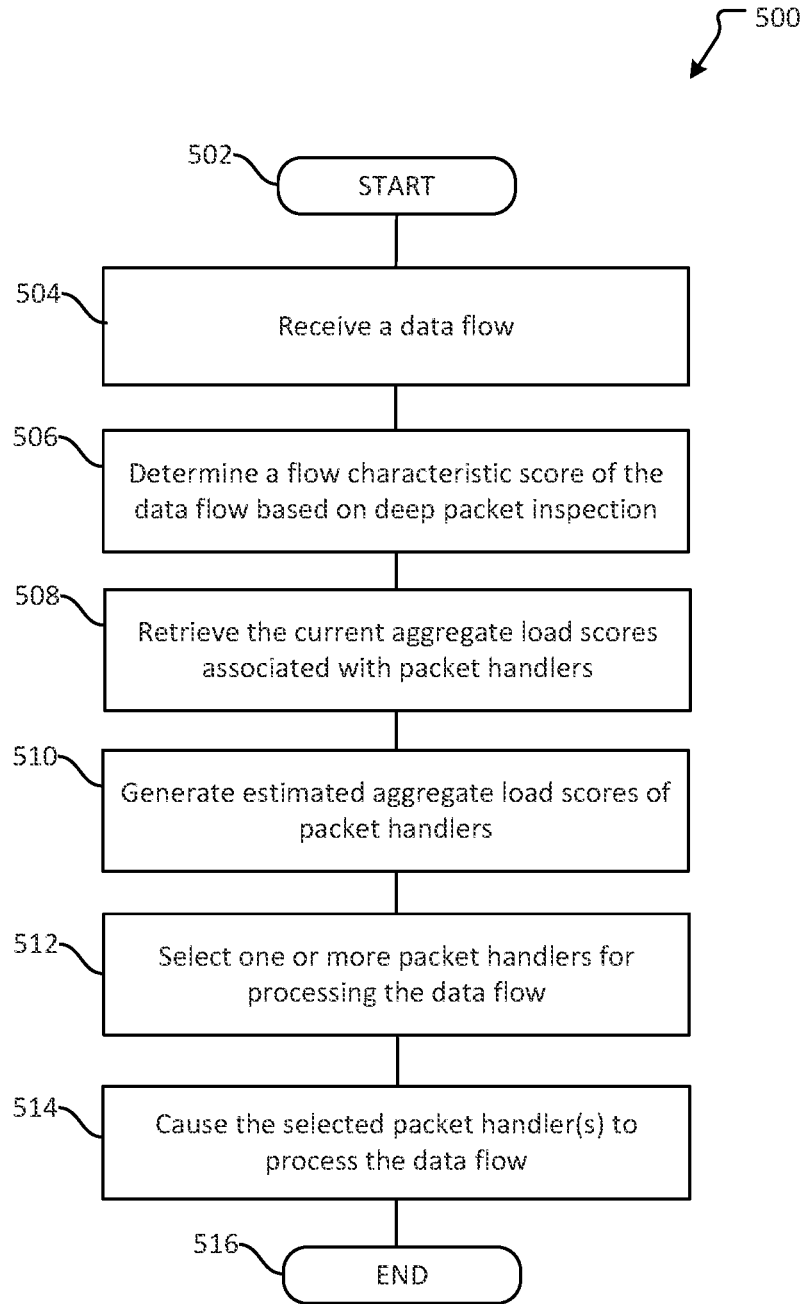 500
502
START
504
Receive a data flow
506
Determine a flow characteristic score of the
data flow based on deep packet inspection
508
Retrieve the current aggregate load scores
associated with packet handlers
510
Generate estimated aggregate load scores of
packet handlers
512
Select one or more packet handlers for
processing the data flow
514
Cause the selected packet handler(s) to
process the data flow
516
END